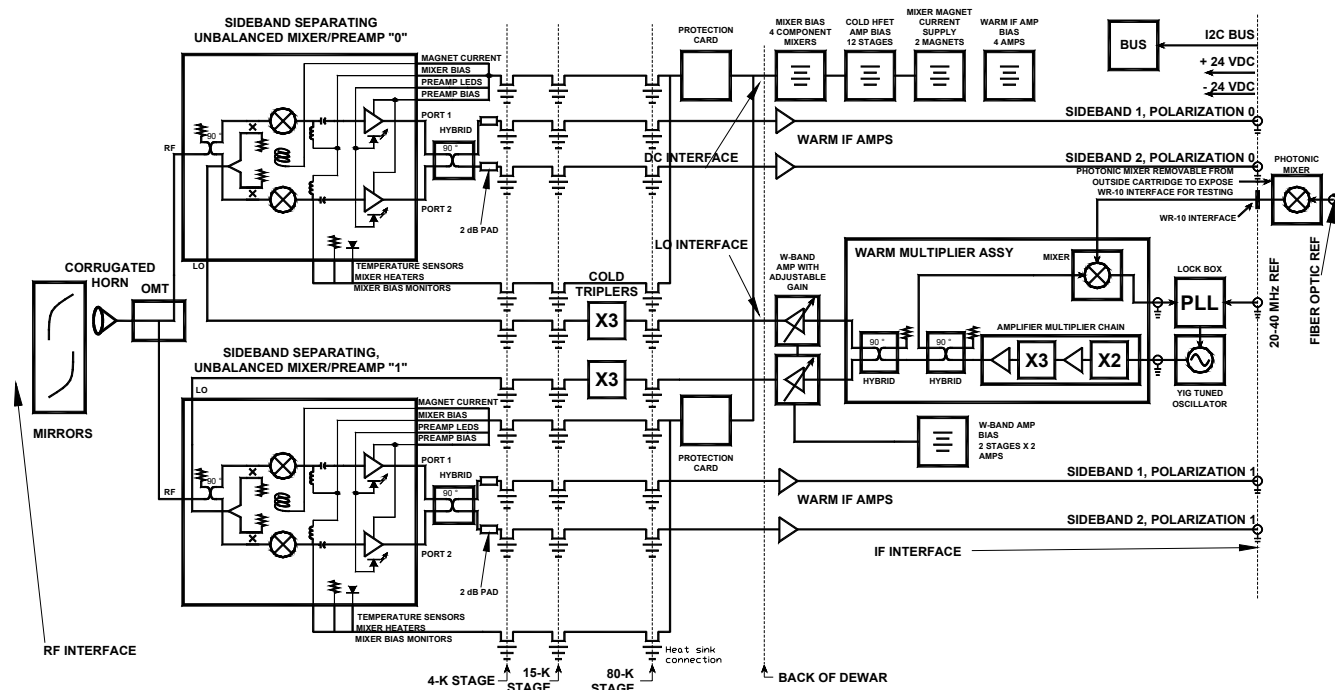 SIDEBAND SEPARATING
UNBALANCED MIXER/PREAMP "0"
MAGNET CURRENT
MIXER BIAS
PREAMP LEDS
PREAMP BIAS
PORT 1
HYBRID
90 °
90 °
RF
PORT 2
2 dB PAD
LO
TEMPERATURE SENSORS
MIXER HEATERS
MIXER BIAS MONITORS
PROTECTION
CARD
MIXER BIAS
4 COMPONENT
MIXERS
COLD HFET
AMP BIAS
12 STAGES
MIXER MAGNET
CURRENT
SUPPLY
2 MAGNETS
WARM IF AMP
BIAS
4 AMPS
BUS
I2C BUS
+ 24 VDC
- 24 VDC
SIDEBAND 1, POLARIZATION 0
WARM IF AMPS
DC INTERFACE
SIDEBAND 2, POLARIZATION 0
PHOTONIC MIXER REMOVABLE FROM
OUTSIDE CARTRIDGE TO EXPOSE
WR-10 INTERFACE FOR TESTING
PHOTONIC
MIXER
WR-10 INTERFACE
LO INTERFACE
WARM MULTIPLIER ASSY
W-BAND
AMP WITH
ADJUSTABLE
GAIN
MIXER
LOCK BOX
PLL
20-40 MHz REF
FIBER OPTIC REF
CORRUGATED
HORN
OMT
COLD
TRIPLERS
X3
X3
AMPLIFIER MULTIPLIER CHAIN
90 °
90 °
X3
X2
HYBRID
HYBRID
YIG TUNED
OSCILLATOR
MIRRORS
SIDEBAND SEPARATING,
UNBALANCED MIXER/PREAMP "1"
LO
MAGNET CURRENT
MIXER BIAS
PREAMP LEDS
PREAMP BIAS
PORT 1
HYBRID
90 °
90 °
RF
PORT 2
2 dB PAD
TEMPERATURE SENSORS
MIXER HEATERS
MIXER BIAS MONITORS
PROTECTION
CARD
W-BAND AMP
BIAS
2 STAGES X 2
AMPS
SIDEBAND 1, POLARIZATION 1
WARM IF AMPS
SIDEBAND 2, POLARIZATION 1
IF INTERFACE
RF INTERFACE
Heat sink
connection
4-K STAGE
15-K
STAGE
80-K
STAGE
BACK OF DEWAR